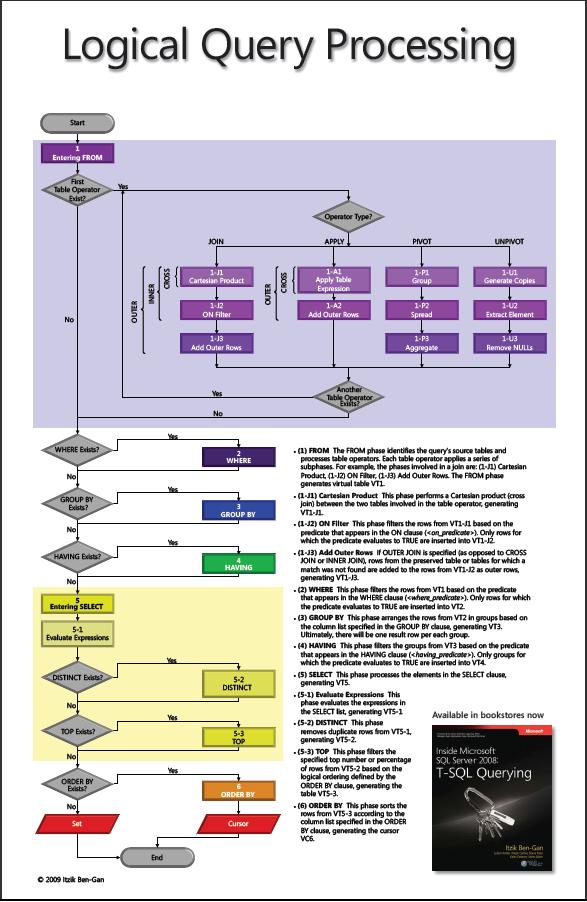 Logical Query Processing
Start
1
Entering FROM
First
Table Operator
Exist?
Yes
Operator Type?
JOIN
APPLY
PIVOT
UNPIVOT
OUTER
INNER
CROSS
1-J1
Cartesian Product
1-J2
ON Filter
1-J3
Add Outer Rows
OUTER
CROSS
1-A1
Apply Table
Expression
1-A2
Add Outer Rows
1-P1
Group
1-P2
Spread
1-P3
Aggregate
1-U1
Generate Copies
1-U2
Extract Element
1-U3
Remove NULLs
No
Another
Table Operator
Exists?
Yes
No
WHERE Exists?
Yes
2
WHERE
No
GROUP BY
Exists?
Yes
3
GROUP BY
No
HAVING Exists?
Yes
4
HAVING
No
5
Entering SELECT
5-1
Evaluate Expressions
DISTINCT Exists?
Yes
5-2
DISTINCT
No
TOP Exists?
Yes
5-3
TOP
No
ORDER BY
Exists?
Yes
6
ORDER BY
No
Set
Cursor
End
• (1) FROM The FROM phase identifies the query's source tables and
processes table operators. Each table operator applies a series of
subphases. For example, the phases involved in a join are: (1-J1) Cartesian
Product, (1-J2) ON Filter, (1-J3) Add Outer Rows. The FROM phase
generates virtual table VT1.
• (1-J1) Cartesian Product This phase performs a Cartesian product (cross
join) between the two tables involved in the table operator, generating
VT1-J1.
• (1-J2) ON Filter This phase filters the rows from VT1-J1 based on the
predicate that appears in the ON clause (<on_predicate>). Only rows for
which the predicate evaluates to TRUE are inserted into VT1-J2.
• (1-J3) Add Outer Rows If OUTER JOIN is specified (as opposed to CROSS
JOIN or INNER JOIN), rows from the preserved table or tables for which a
match was not found are added to the rows from VT1-J2 as outer rows,
generating VT1-J3.
• (2) WHERE This phase filters the rows from VT1 based on the predicate
that appears in the WHERE clause (<where_predicate>). Only rows for which
the predicate evaluates to TRUE are inserted into VT2.
• (3) GROUP BY This phase arranges the rows from VT2 in groups based on
the column list specified in the GROUP BY clause, generating VT3.
Ultimately, there will be one result row per each group.
• (4) HAVING This phase filters the groups from VT3 based on the predicate
that appears in the HAVING clause (<having_predicate>). Only groups for
which the predicate evaluates to TRUE are inserted into VT4.
• (5) SELECT This phase processes the elements in the SELECT clause,
generating VT5.
• (5-1) Evaluate Expressions This
phase evaluates the expressions
in the SELECT list, generating VT5-1
• (5-2) DISTINCT This phase
removes duplicate rows from VT5-1,
generating VT5-2.
• (5-3) TOP This phase filters the
specified top number or percentage
of rows from VT5-2 based on the
logical ordering defined by the
ORDER BY clause, generating the
table VT5-3.
• (6) ORDER BY This phase sorts the
rows from VT5-3 according to the
column list specified in the ORDER
BY clause, generating the cursor
VC6.
Available in bookstores now
Microsoft
Inside Microsoft
SQL Server 2008:
T-SQL Querying
Itzik Ben-Gan
© 2009 Itzik Ben-Gan